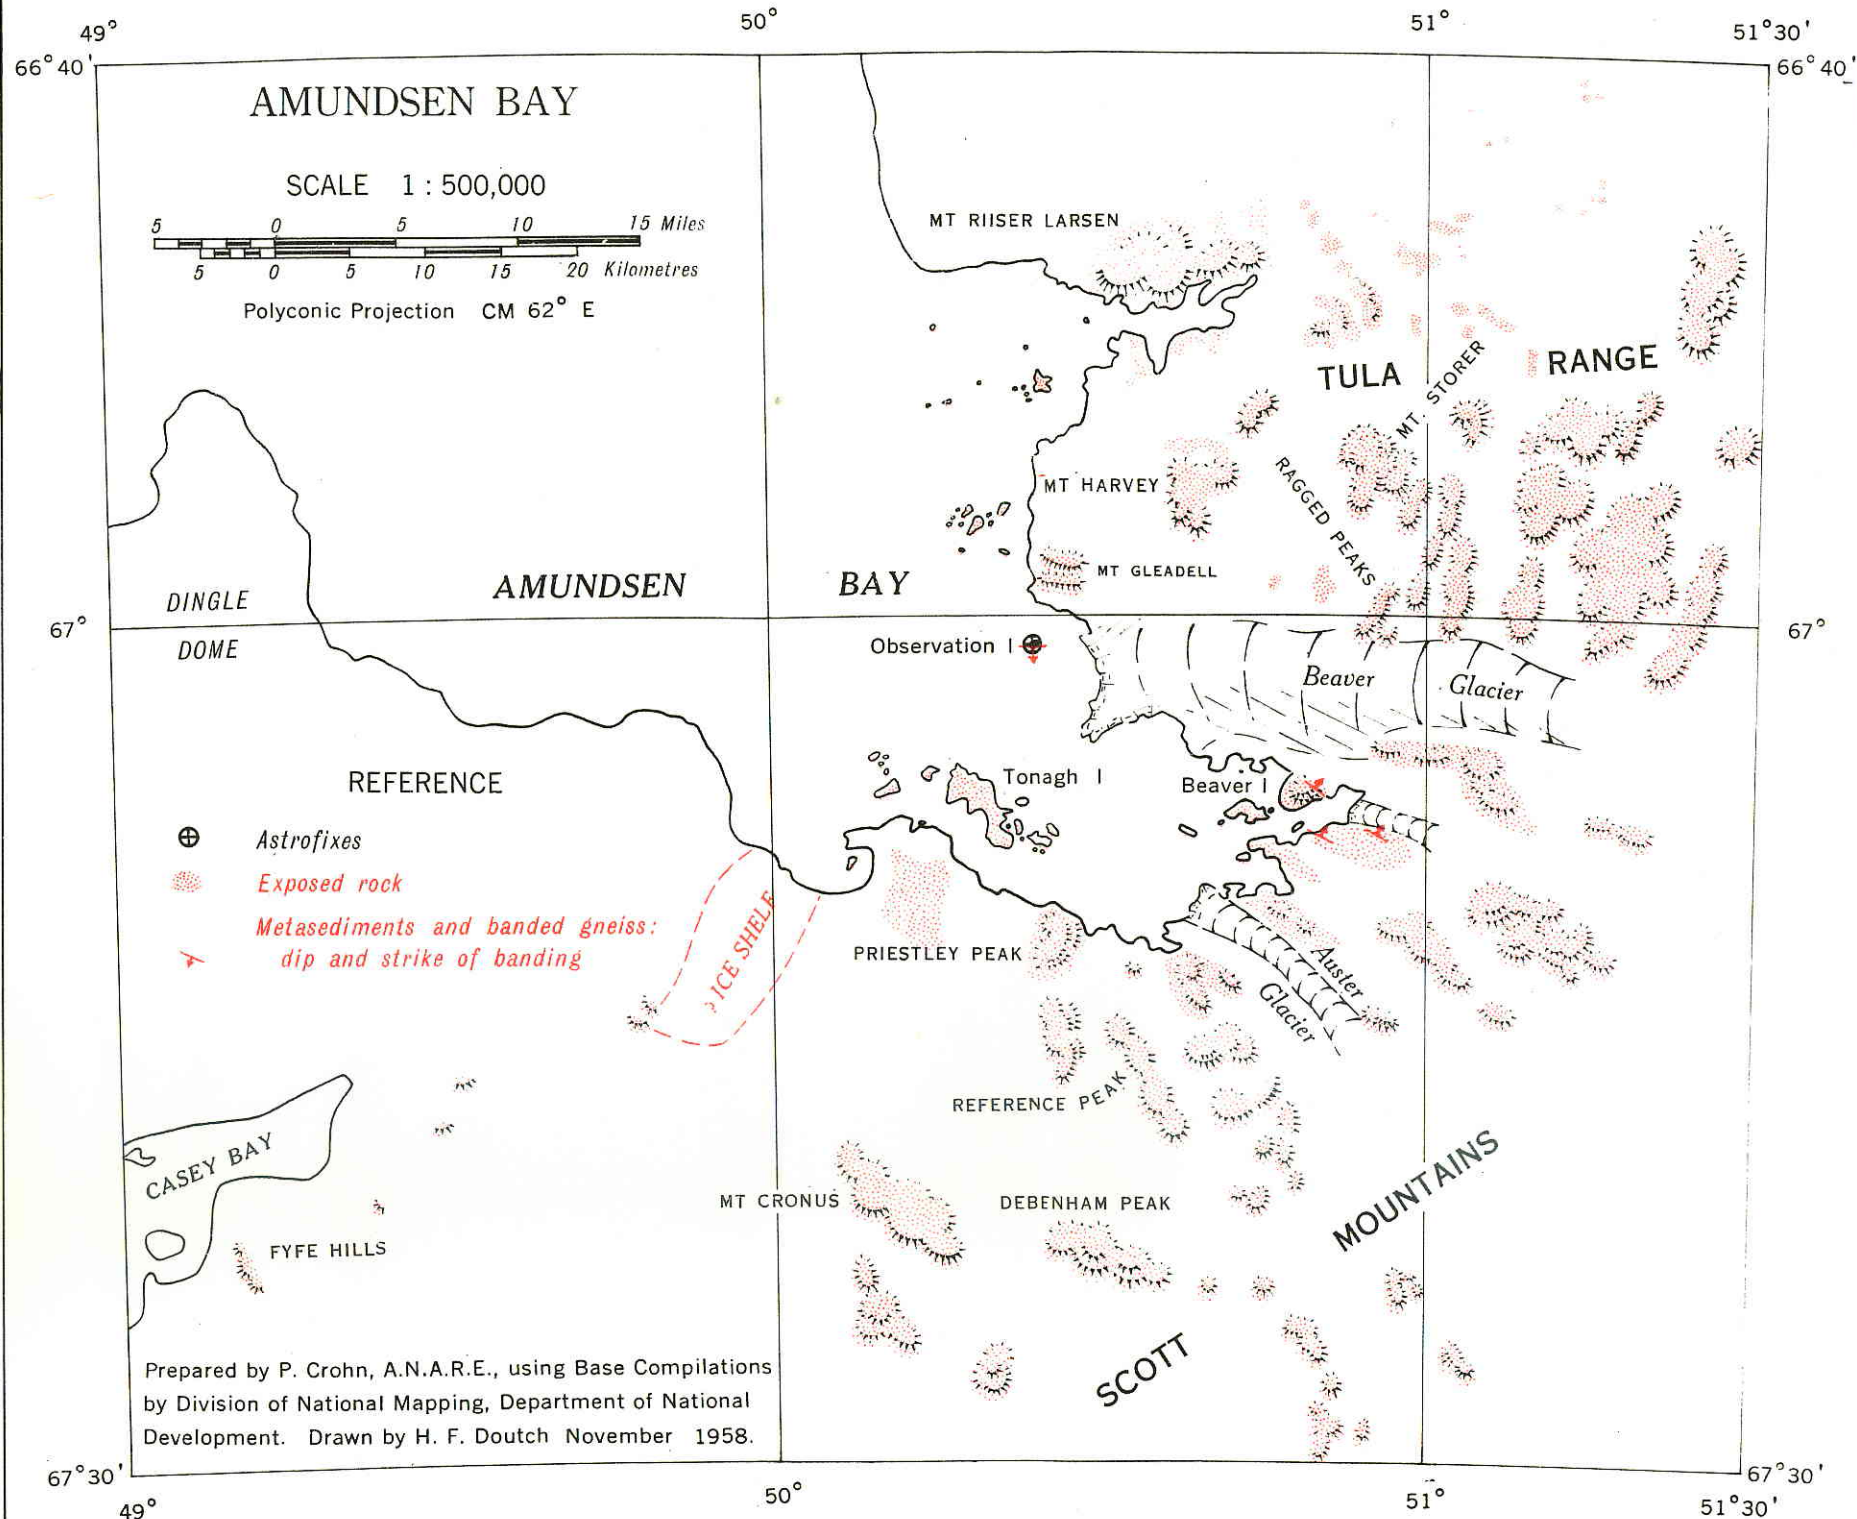 49°
50°
51°
51°30'
66°40'
66°40'
AMUNDSEN BAY
SCALE 1 : 500,000
5 0 5 10 15 Miles
5 0 5 10 15 20 Kilometres
Polyconic Projection CM 62° E
MT RIISER LARSEN
TULA RANGE
MT. STORER
MT HARVEY
RAGGED PEAKS
MT GLEADELL
AMUNDSEN BAY
DINGLE
DOME
67°
67°
Observation I
Beaver Glacier
Tonagh I
Beaver I
REFERENCE
Astrofixes
Exposed rock
Metasediments and banded gneiss:
dip and strike of banding
? ICE SHELF
PRIESTLEY PEAK
Auster
Glacier
REFERENCE PEAK
CASEY BAY
MT CRONUS
DEBENHAM PEAK
FYFE HILLS
SCOTT MOUNTAINS
Prepared by P. Crohn, A.N.A.R.E., using Base Compilations
by Division of National Mapping, Department of National
Development. Drawn by H. F. Doutch November 1958.
67°30'
67°30'
49°
50°
51°
51°30'